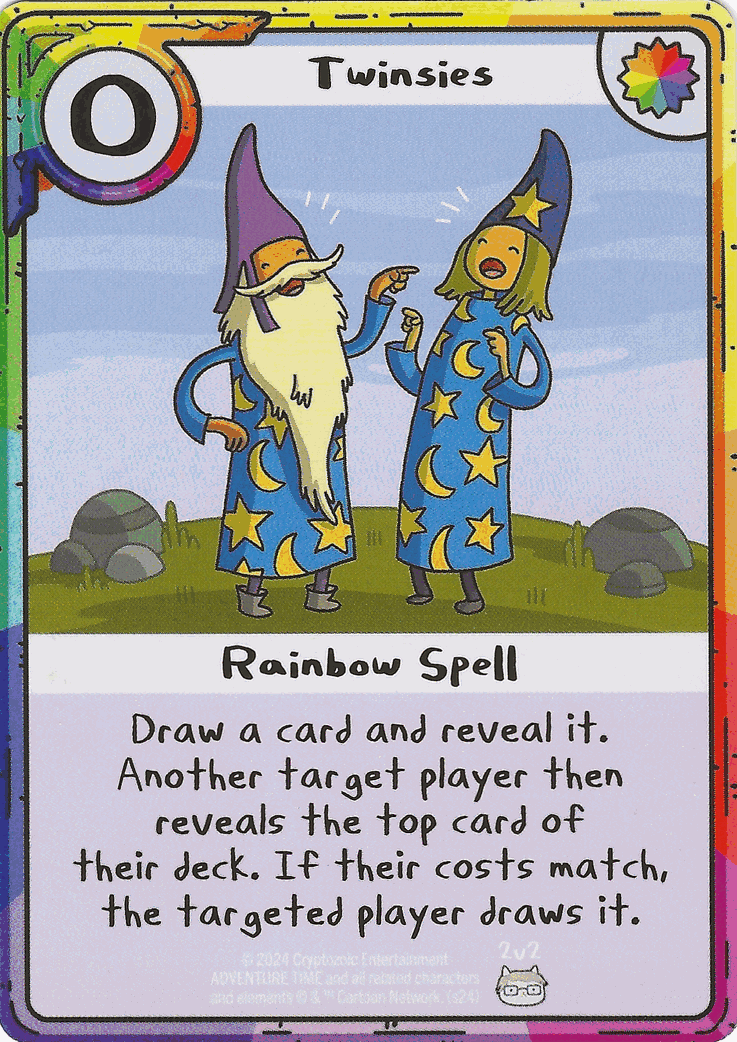 0
Twinsies
Rainbow Spell
Draw a card and reveal it.
Another target player then
reveals the top card of
their deck. If their costs match,
the targeted player draws it.
© 2024 Cryptozoic Entertainment
ADVENTURE TIME and all related characters
and elements © & ™ Cartoon Network. (s24)
2v2